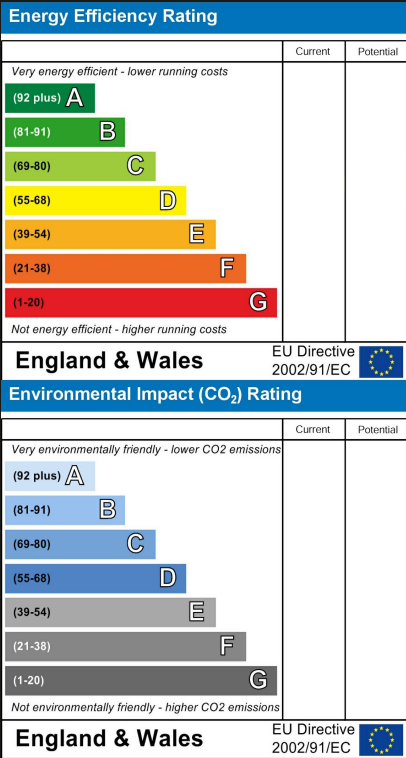 Energy Efficiency Rating
Current Potential
Very energy efficient - lower running costs
(92 plus) A
(81-91) B
(69-80) C
(55-68) D
(39-54) E
(21-38) F
(1-20) G
Not energy efficient - higher running costs
England & Wales
EU Directive
2002/91/EC
Environmental Impact (CO₂) Rating
Current Potential
Very environmentally friendly - lower CO2 emissions
(92 plus) A
(81-91) B
(69-80) C
(55-68) D
(39-54) E
(21-38) F
(1-20) G
Not environmentally friendly - higher CO2 emissions
England & Wales
EU Directive
2002/91/EC